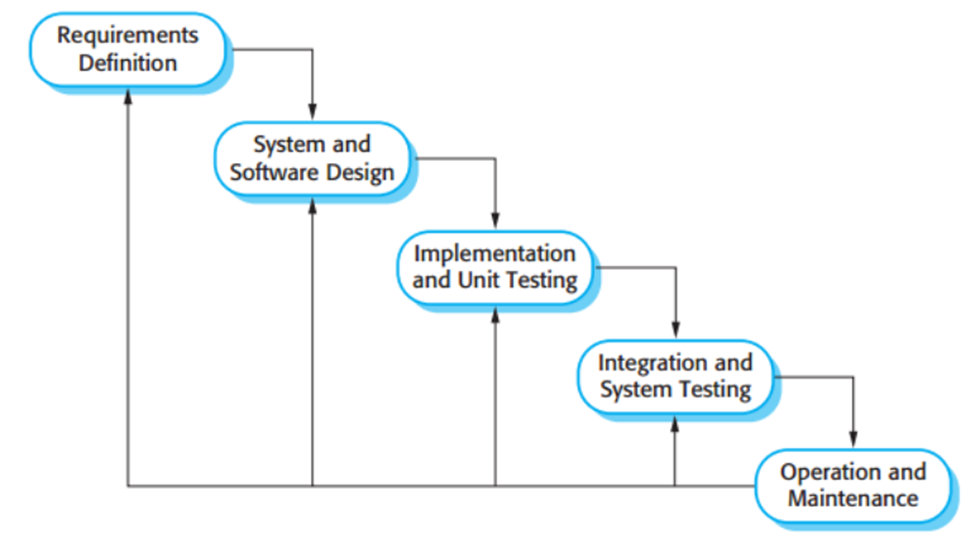 Requirements
Definition
System and
Software Design
Implementation
and Unit Testing
Integration and
System Testing
Operation and
Maintenance